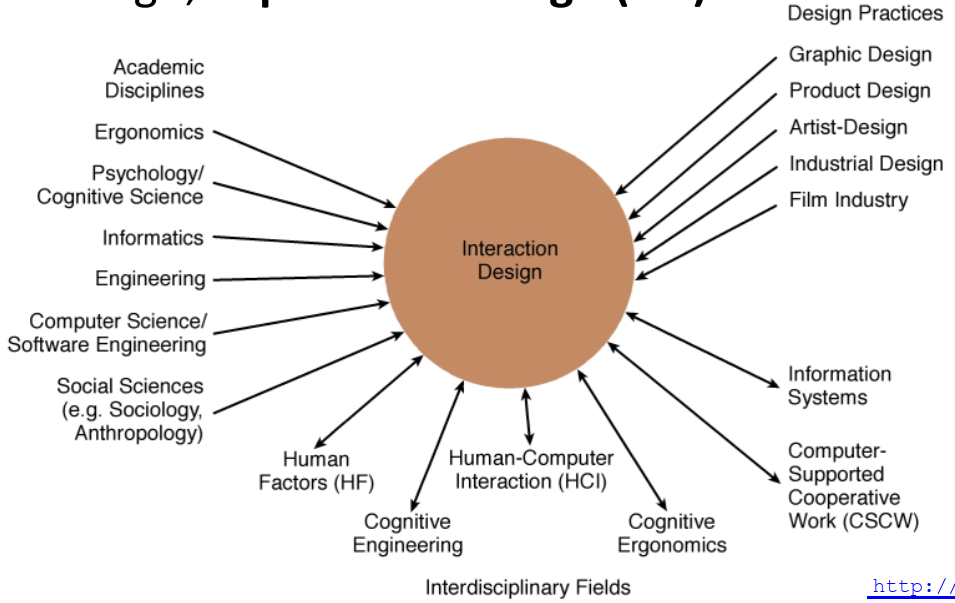 Design Practices
Academic
Disciplines
Ergonomics
Psychology/
Cognitive Science
Informatics
Engineering
Computer Science/
Software Engineering
Social Sciences
(e.g. Sociology,
Anthropology)
Graphic Design
Product Design
Artist-Design
Industrial Design
Film Industry
Interaction
Design
Human
Factors (HF)
Cognitive
Engineering
Human-Computer
Interaction (HCI)
Cognitive
Ergonomics
Information
Systems
Computer-
Supported
Cooperative
Work (CSCW)
Interdisciplinary Fields
http://